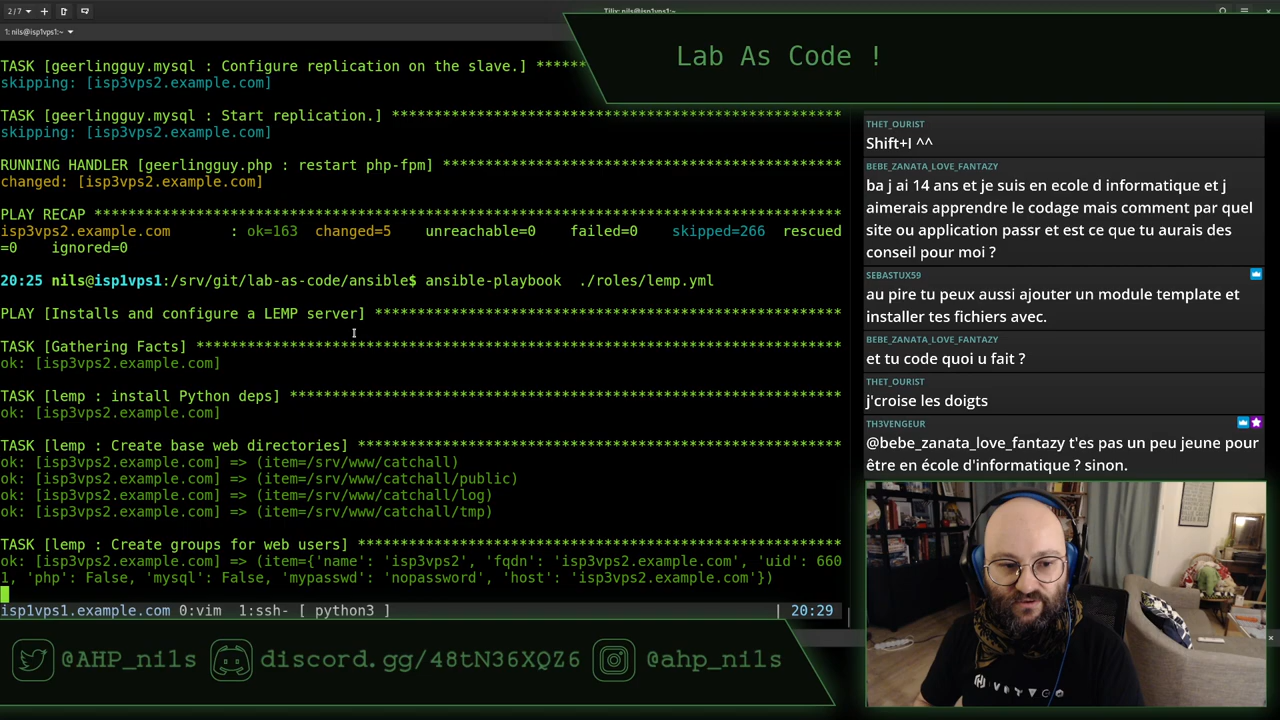 2/7
Tilix: nils@isp1vps1:~
1: nils@isp1vps1:~
Lab As Code !
TASK [geerlingguy.mysql : Configure replication on the slave.] ******
skipping: [isp3vps2.example.com]
TASK [geerlingguy.mysql : Start replication.] *****************************************************
skipping: [isp3vps2.example.com]
RUNNING HANDLER [geerlingguy.php : restart php-fpm] ***********************************************
changed: [isp3vps2.example.com]
PLAY RECAP ****************************************************************************************
isp3vps2.example.com : ok=163 changed=5 unreachable=0 failed=0 skipped=266 rescued
=0 ignored=0
20:25 nils@isp1vps1:/srv/git/lab-as-code/ansible$ ansible-playbook ./roles/lemp.yml
PLAY [Installs and configure a LEMP server] *******************************************************
TASK [Gathering Facts] ****************************************************************************
ok: [isp3vps2.example.com]
TASK [lemp : install Python deps] *****************************************************************
ok: [isp3vps2.example.com]
TASK [lemp : Create base web directories] *********************************************************
ok: [isp3vps2.example.com] => (item=/srv/www/catchall)
ok: [isp3vps2.example.com] => (item=/srv/www/catchall/public)
ok: [isp3vps2.example.com] => (item=/srv/www/catchall/log)
ok: [isp3vps2.example.com] => (item=/srv/www/catchall/tmp)
TASK [lemp : Create groups for web users] *********************************************************
ok: [isp3vps2.example.com] => (item={'name': 'isp3vps2', 'fqdn': 'isp3vps2.example.com', 'uid': 660
1, 'php': False, 'mysql': False, 'mypasswd': 'nopassword', 'host': 'isp3vps2.example.com'})
isp1vps1.example.com 0:vim 1:ssh- [ python3 ] | 20:29
THET_OURIST
Shift+I ^^
BEBE_ZANATA_LOVE_FANTAZY
ba j ai 14 ans et je suis en ecole d informatique et j
aimerais apprendre le codage mais comment par quel
site ou application passr et est ce que tu aurais des
conseil pour moi ?
SEBASTUX59
au pire tu peux aussi ajouter un module template et
installer tes fichiers avec.
BEBE_ZANATA_LOVE_FANTAZY
et tu code quoi u fait ?
THET_OURIST
j'croise les doigts
TH3VENGEUR
@bebe_zanata_love_fantazy t'es pas un peu jeune pour
être en école d'informatique ? sinon.
@AHP_nils discord.gg/48tN36XQZ6 @ahp_nils